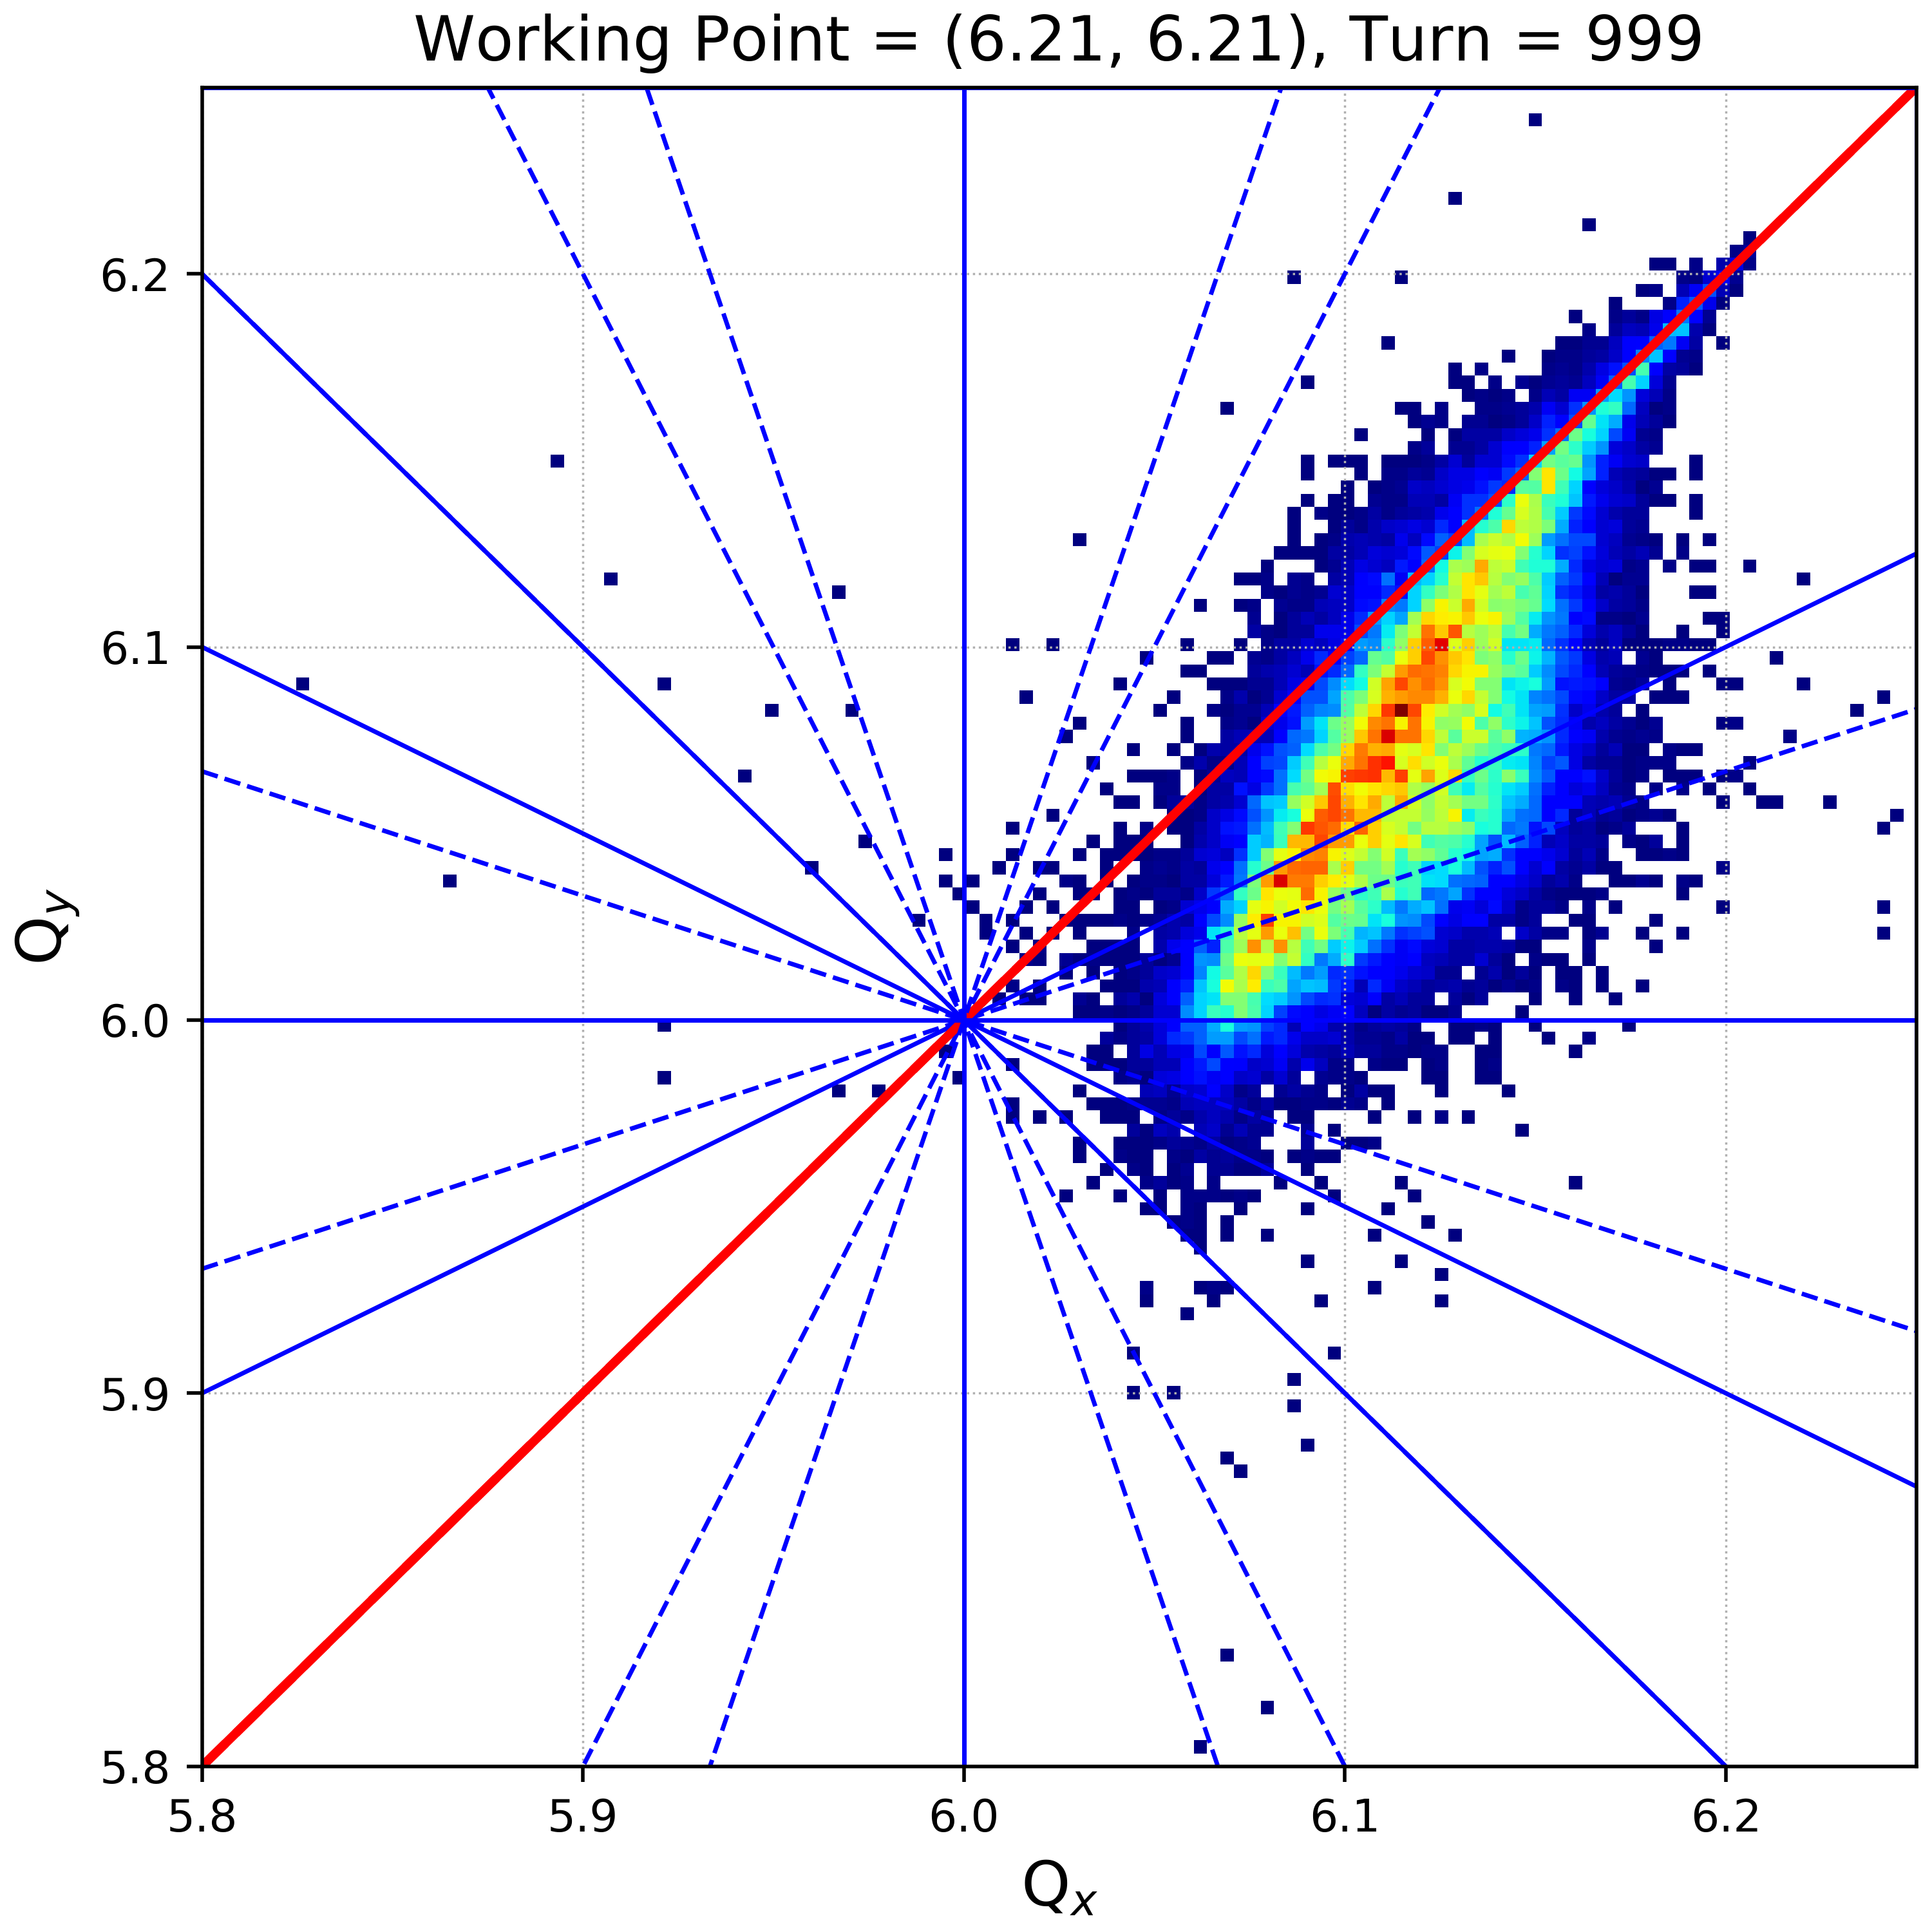 Working Point = (6.21, 6.21), Turn = 999
6.2
6.1
6.0
5.9
5.8
Qy
5.8 5.9 6.0 6.1 6.2
Qx